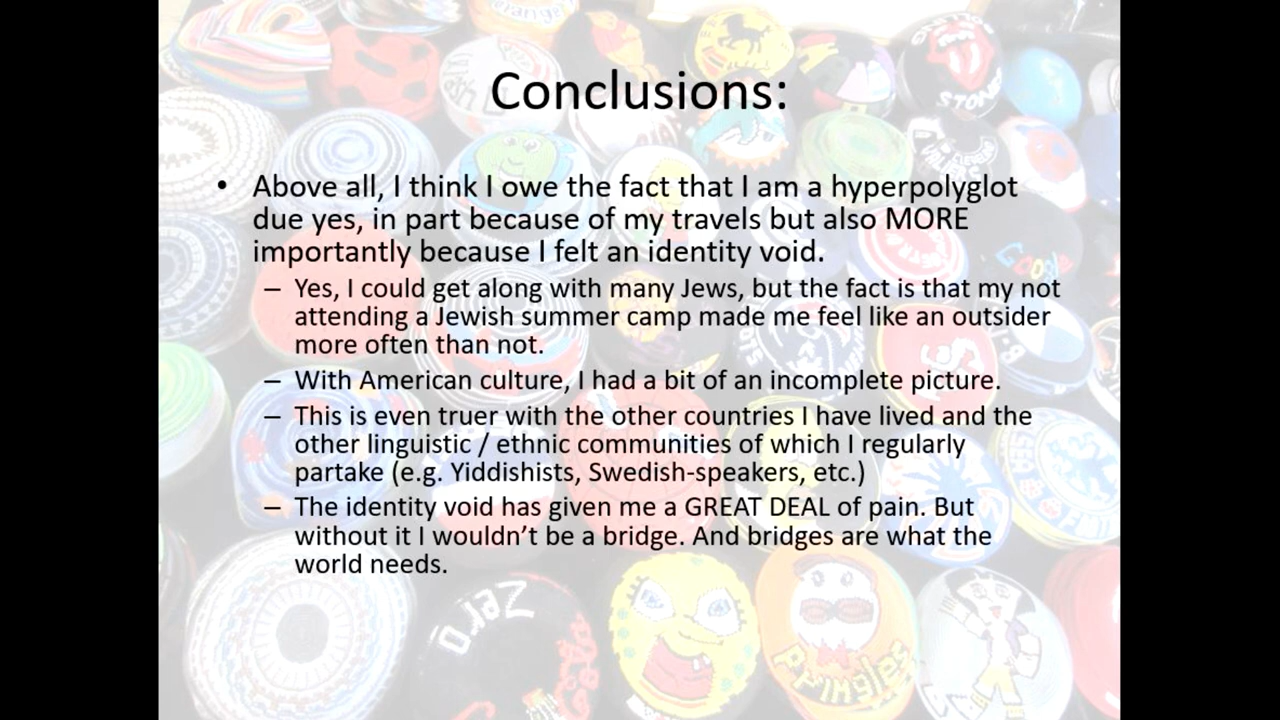 Conclusions:
• Above all, I think I owe the fact that I am a hyperpolyglot
due yes, in part because of my travels but also MORE
importantly because I felt an identity void.
– Yes, I could get along with many Jews, but the fact is that my not
attending a Jewish summer camp made me feel like an outsider
more often than not.
– With American culture, I had a bit of an incomplete picture.
– This is even truer with the other countries I have lived and the
other linguistic / ethnic communities of which I regularly
partake (e.g. Yiddishists, Swedish-speakers, etc.)
– The identity void has given me a GREAT DEAL of pain. But
without it I wouldn’t be a bridge. And bridges are what the
world needs.
STONE
Google
Zero
Pringles